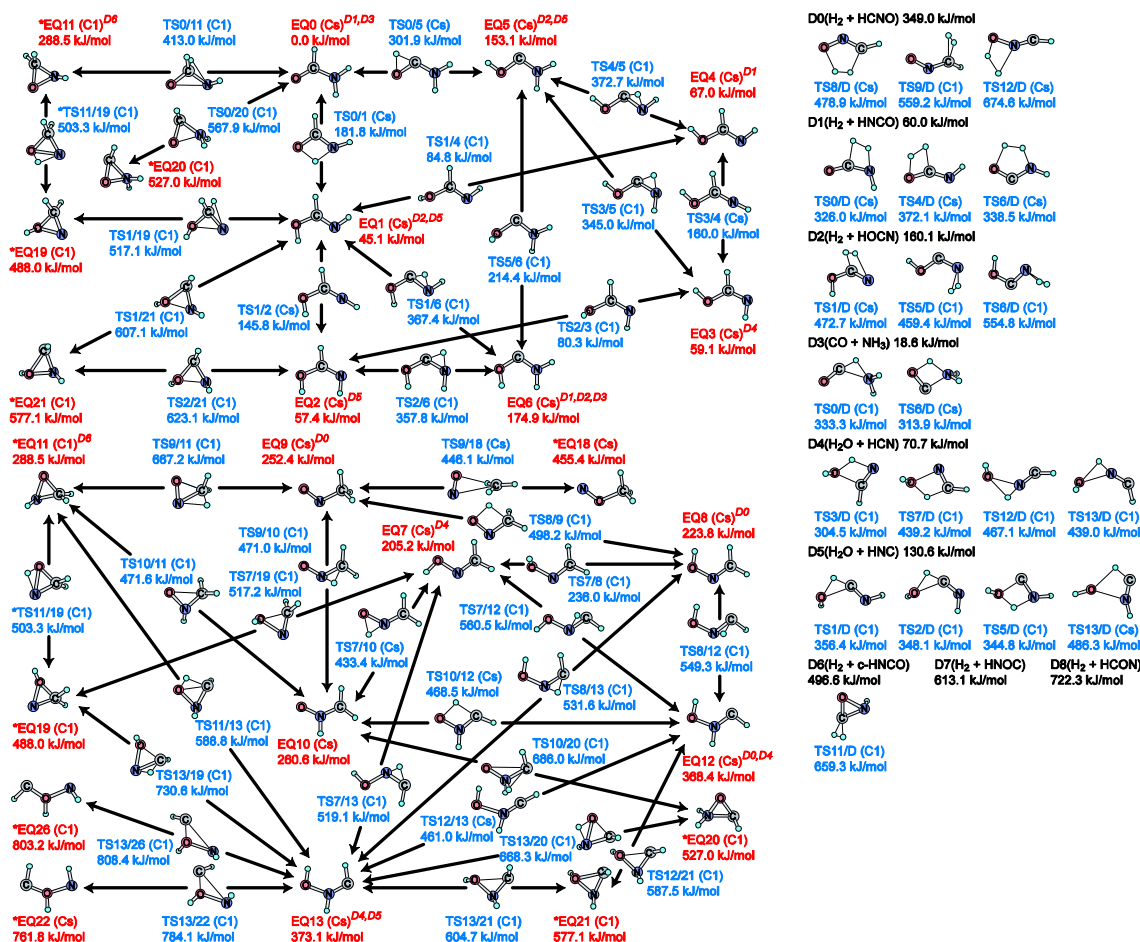 *EQ11 (C1)D6
288.5 kJ/mol
TS0/11 (C1)
413.0 kJ/mol
EQ0 (Cs)D1,D3
0.0 kJ/mol
TS0/5 (Cs)
301.9 kJ/mol
EQ5 (Cs)D2,D5
153.1 kJ/mol
TS4/5 (C1)
372.7 kJ/mol
EQ4 (Cs)D1
67.0 kJ/mol
*TS11/19 (C1)
503.3 kJ/mol
TS0/20 (C1)
567.9 kJ/mol
TS0/1 (Cs)
181.8 kJ/mol
TS1/4 (C1)
84.8 kJ/mol
*EQ20 (C1)
527.0 kJ/mol
*EQ19 (C1)
488.0 kJ/mol
TS1/19 (C1)
517.1 kJ/mol
EQ1 (Cs)D2,D5
45.1 kJ/mol
TS3/5 (C1)
345.0 kJ/mol
TS3/4 (Cs)
160.0 kJ/mol
TS5/6 (C1)
214.4 kJ/mol
TS1/21 (C1)
607.1 kJ/mol
TS1/2 (Cs)
145.8 kJ/mol
TS1/6 (C1)
367.4 kJ/mol
TS2/3 (C1)
80.3 kJ/mol
EQ3 (Cs)D4
59.1 kJ/mol
*EQ21 (C1)
577.1 kJ/mol
TS2/21 (C1)
623.1 kJ/mol
EQ2 (Cs)D5
57.4 kJ/mol
TS2/6 (C1)
357.8 kJ/mol
EQ6 (Cs)D1,D2,D3
174.9 kJ/mol
*EQ11 (C1)D6
288.5 kJ/mol
TS9/11 (C1)
667.2 kJ/mol
EQ9 (Cs)D0
252.4 kJ/mol
TS9/18 (Cs)
446.1 kJ/mol
*EQ18 (Cs)
455.4 kJ/mol
TS9/10 (C1)
471.0 kJ/mol
EQ7 (Cs)D4
205.2 kJ/mol
TS8/9 (C1)
498.2 kJ/mol
EQ8 (Cs)D0
223.8 kJ/mol
TS10/11 (C1)
471.6 kJ/mol
TS7/19 (C1)
517.2 kJ/mol
TS7/8 (C1)
236.0 kJ/mol
*TS11/19 (C1)
503.3 kJ/mol
TS7/10 (Cs)
433.4 kJ/mol
TS7/12 (C1)
560.5 kJ/mol
TS8/12 (C1)
549.3 kJ/mol
TS10/12 (Cs)
468.5 kJ/mol
TS8/13 (C1)
531.6 kJ/mol
*EQ19 (C1)
488.0 kJ/mol
TS11/13 (C1)
588.8 kJ/mol
EQ10 (Cs)
260.6 kJ/mol
TS10/20 (C1)
686.0 kJ/mol
EQ12 (Cs)D0,D4
368.4 kJ/mol
TS13/19 (C1)
730.6 kJ/mol
TS7/13 (C1)
519.1 kJ/mol
TS12/13 (Cs)
461.0 kJ/mol
*EQ26 (C1)
803.2 kJ/mol
TS13/26 (C1)
808.4 kJ/mol
TS13/20 (C1)
668.3 kJ/mol
*EQ20 (C1)
527.0 kJ/mol
TS12/21 (C1)
587.5 kJ/mol
*EQ22 (Cs)
761.8 kJ/mol
TS13/22 (C1)
784.1 kJ/mol
EQ13 (Cs)D4,D5
373.1 kJ/mol
TS13/21 (C1)
604.7 kJ/mol
*EQ21 (C1)
577.1 kJ/mol
D0(H2 + HCNO) 349.0 kJ/mol
TS8/D (Cs) TS9/D (C1) TS12/D (Cs)
478.9 kJ/mol 559.2 kJ/mol 674.6 kJ/mol
D1(H2 + HNCO) 60.0 kJ/mol
TS0/D (Cs) TS4/D (Cs) TS6/D (Cs)
326.0 kJ/mol 372.1 kJ/mol 338.5 kJ/mol
D2(H2 + HOCN) 160.1 kJ/mol
TS1/D (Cs) TS5/D (C1) TS6/D (C1)
472.7 kJ/mol 459.4 kJ/mol 554.8 kJ/mol
D3(CO + NH3) 18.6 kJ/mol
TS0/D (C1) TS6/D (Cs)
333.3 kJ/mol 313.9 kJ/mol
D4(H2O + HCN) 70.7 kJ/mol
TS3/D (C1) TS7/D (C1) TS12/D (C1) TS13/D (C1)
304.5 kJ/mol 439.2 kJ/mol 467.1 kJ/mol 439.0 kJ/mol
D5(H2O + HNC) 130.6 kJ/mol
TS1/D (C1) TS2/D (C1) TS5/D (C1) TS13/D (Cs)
356.4 kJ/mol 348.1 kJ/mol 344.8 kJ/mol 486.3 kJ/mol
D6(H2 + c-HNCO) D7(H2 + HNOC) D8(H2 + HCON)
496.6 kJ/mol 613.1 kJ/mol 722.3 kJ/mol
TS11/D (C1)
659.3 kJ/mol